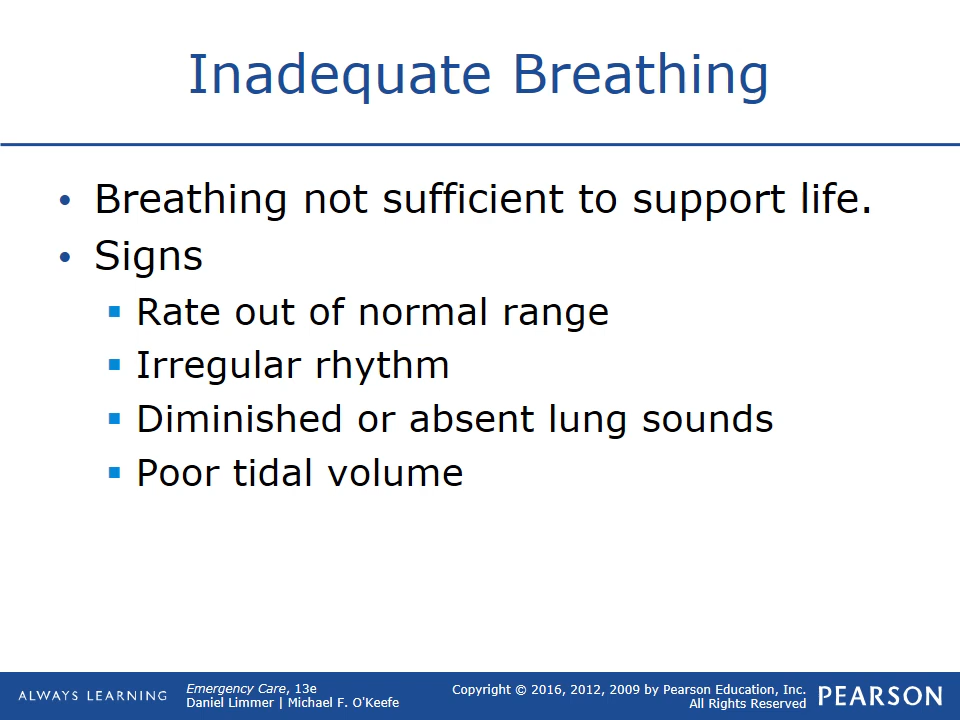 Inadequate Breathing
• Breathing not sufficient to support life.
• Signs
▪ Rate out of normal range
▪ Irregular rhythm
▪ Diminished or absent lung sounds
▪ Poor tidal volume
ALWAYS LEARNING
Emergency Care, 13e
Daniel Limmer | Michael F. O'Keefe
Copyright © 2016, 2012, 2009 by Pearson Education, Inc.
All Rights Reserved
PEARSON